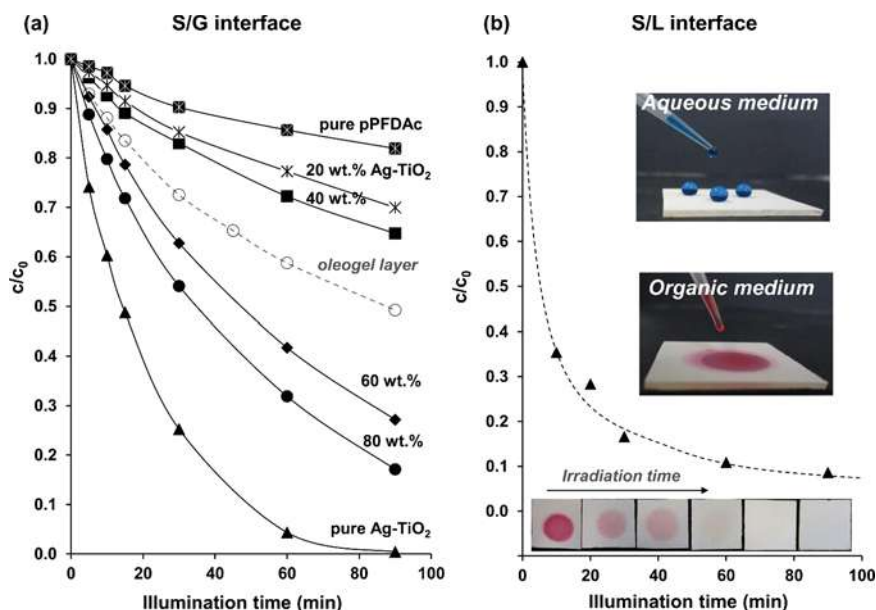 (a) S/G interface
1.0
0.9
0.8
0.7
0.6
0.5
0.4
0.3
0.2
0.1
0.0
c/c₀
pure pPFDAc
20 wt.% Ag-TiO₂
40 wt.%
oleogel layer
60 wt.%
80 wt.%
pure Ag-TiO₂
0 20 40 60 80 100
Illumination time (min)
(b) S/L interface
1.0
0.9
0.8
0.7
0.6
0.5
0.4
0.3
0.2
0.1
0.0
c/c₀
Aqueous medium
Organic medium
Irradiation time
0 20 40 60 80 100
Illumination time (min)